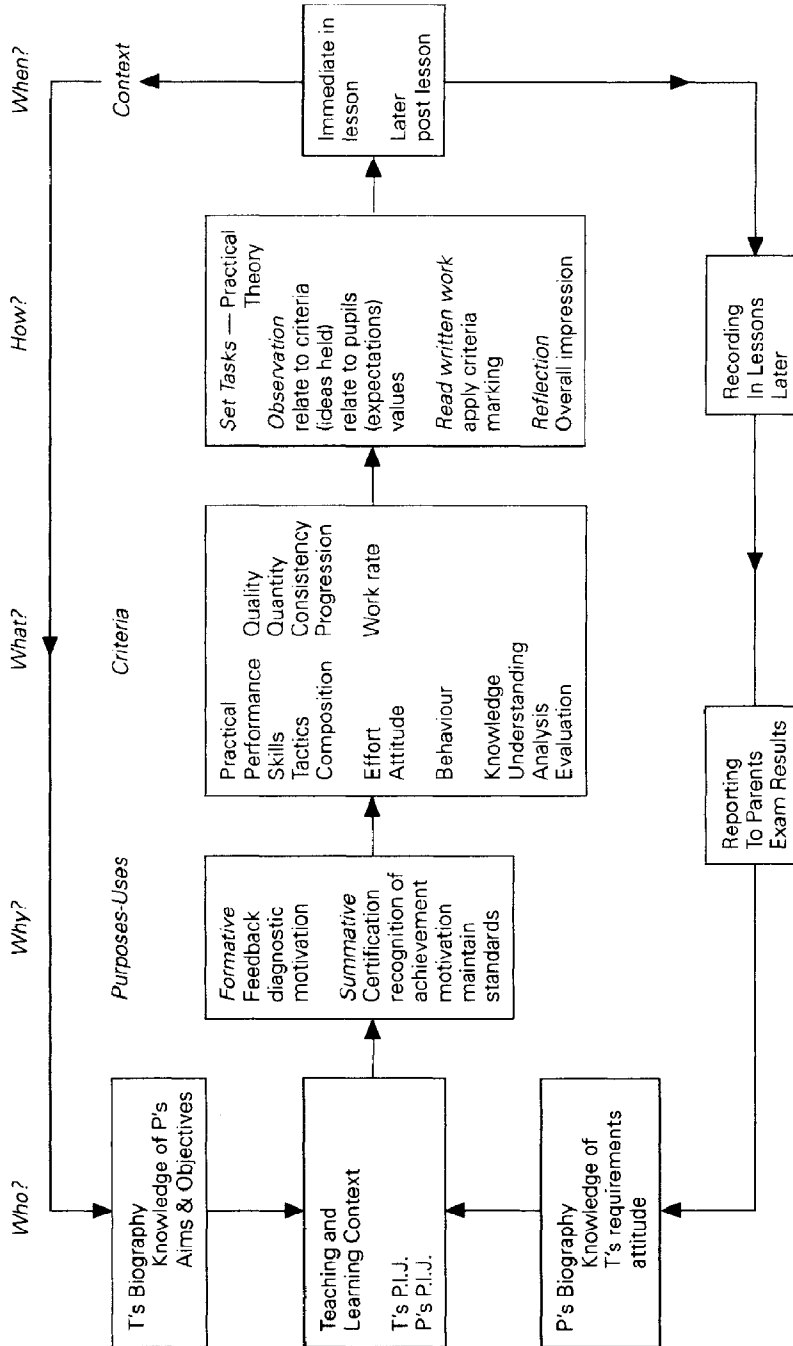 Who?
Why?
What?
How?
When?
Purposes-Uses
Criteria
Context
T's Biography
Knowledge of P's
Aims & Objectives
Teaching and
Learning Context
T's P.I.J.
P's P.I.J.
P's Biography
Knowledge of
T's requirements
attitude
Formative
Feedback
diagnostic
motivation
Summative
Certification
recognition of
achievement
motivation
maintain
standards
Practical
Performance Quality
Skills Quantity
Tactics Consistency
Composition Progression
Effort Work rate
Attitude
Behaviour
Knowledge
Understanding
Analysis
Evaluation
Set Tasks — Practical
Theory
Observation
relate to criteria
(ideas held)
relate to pupils
(expectations)
values
Read written work
apply criteria
marking
Reflection
Overall impression
Immediate in
lesson
Later
post lesson
Recording
In Lessons
Later
Reporting
To Parents
Exam Results